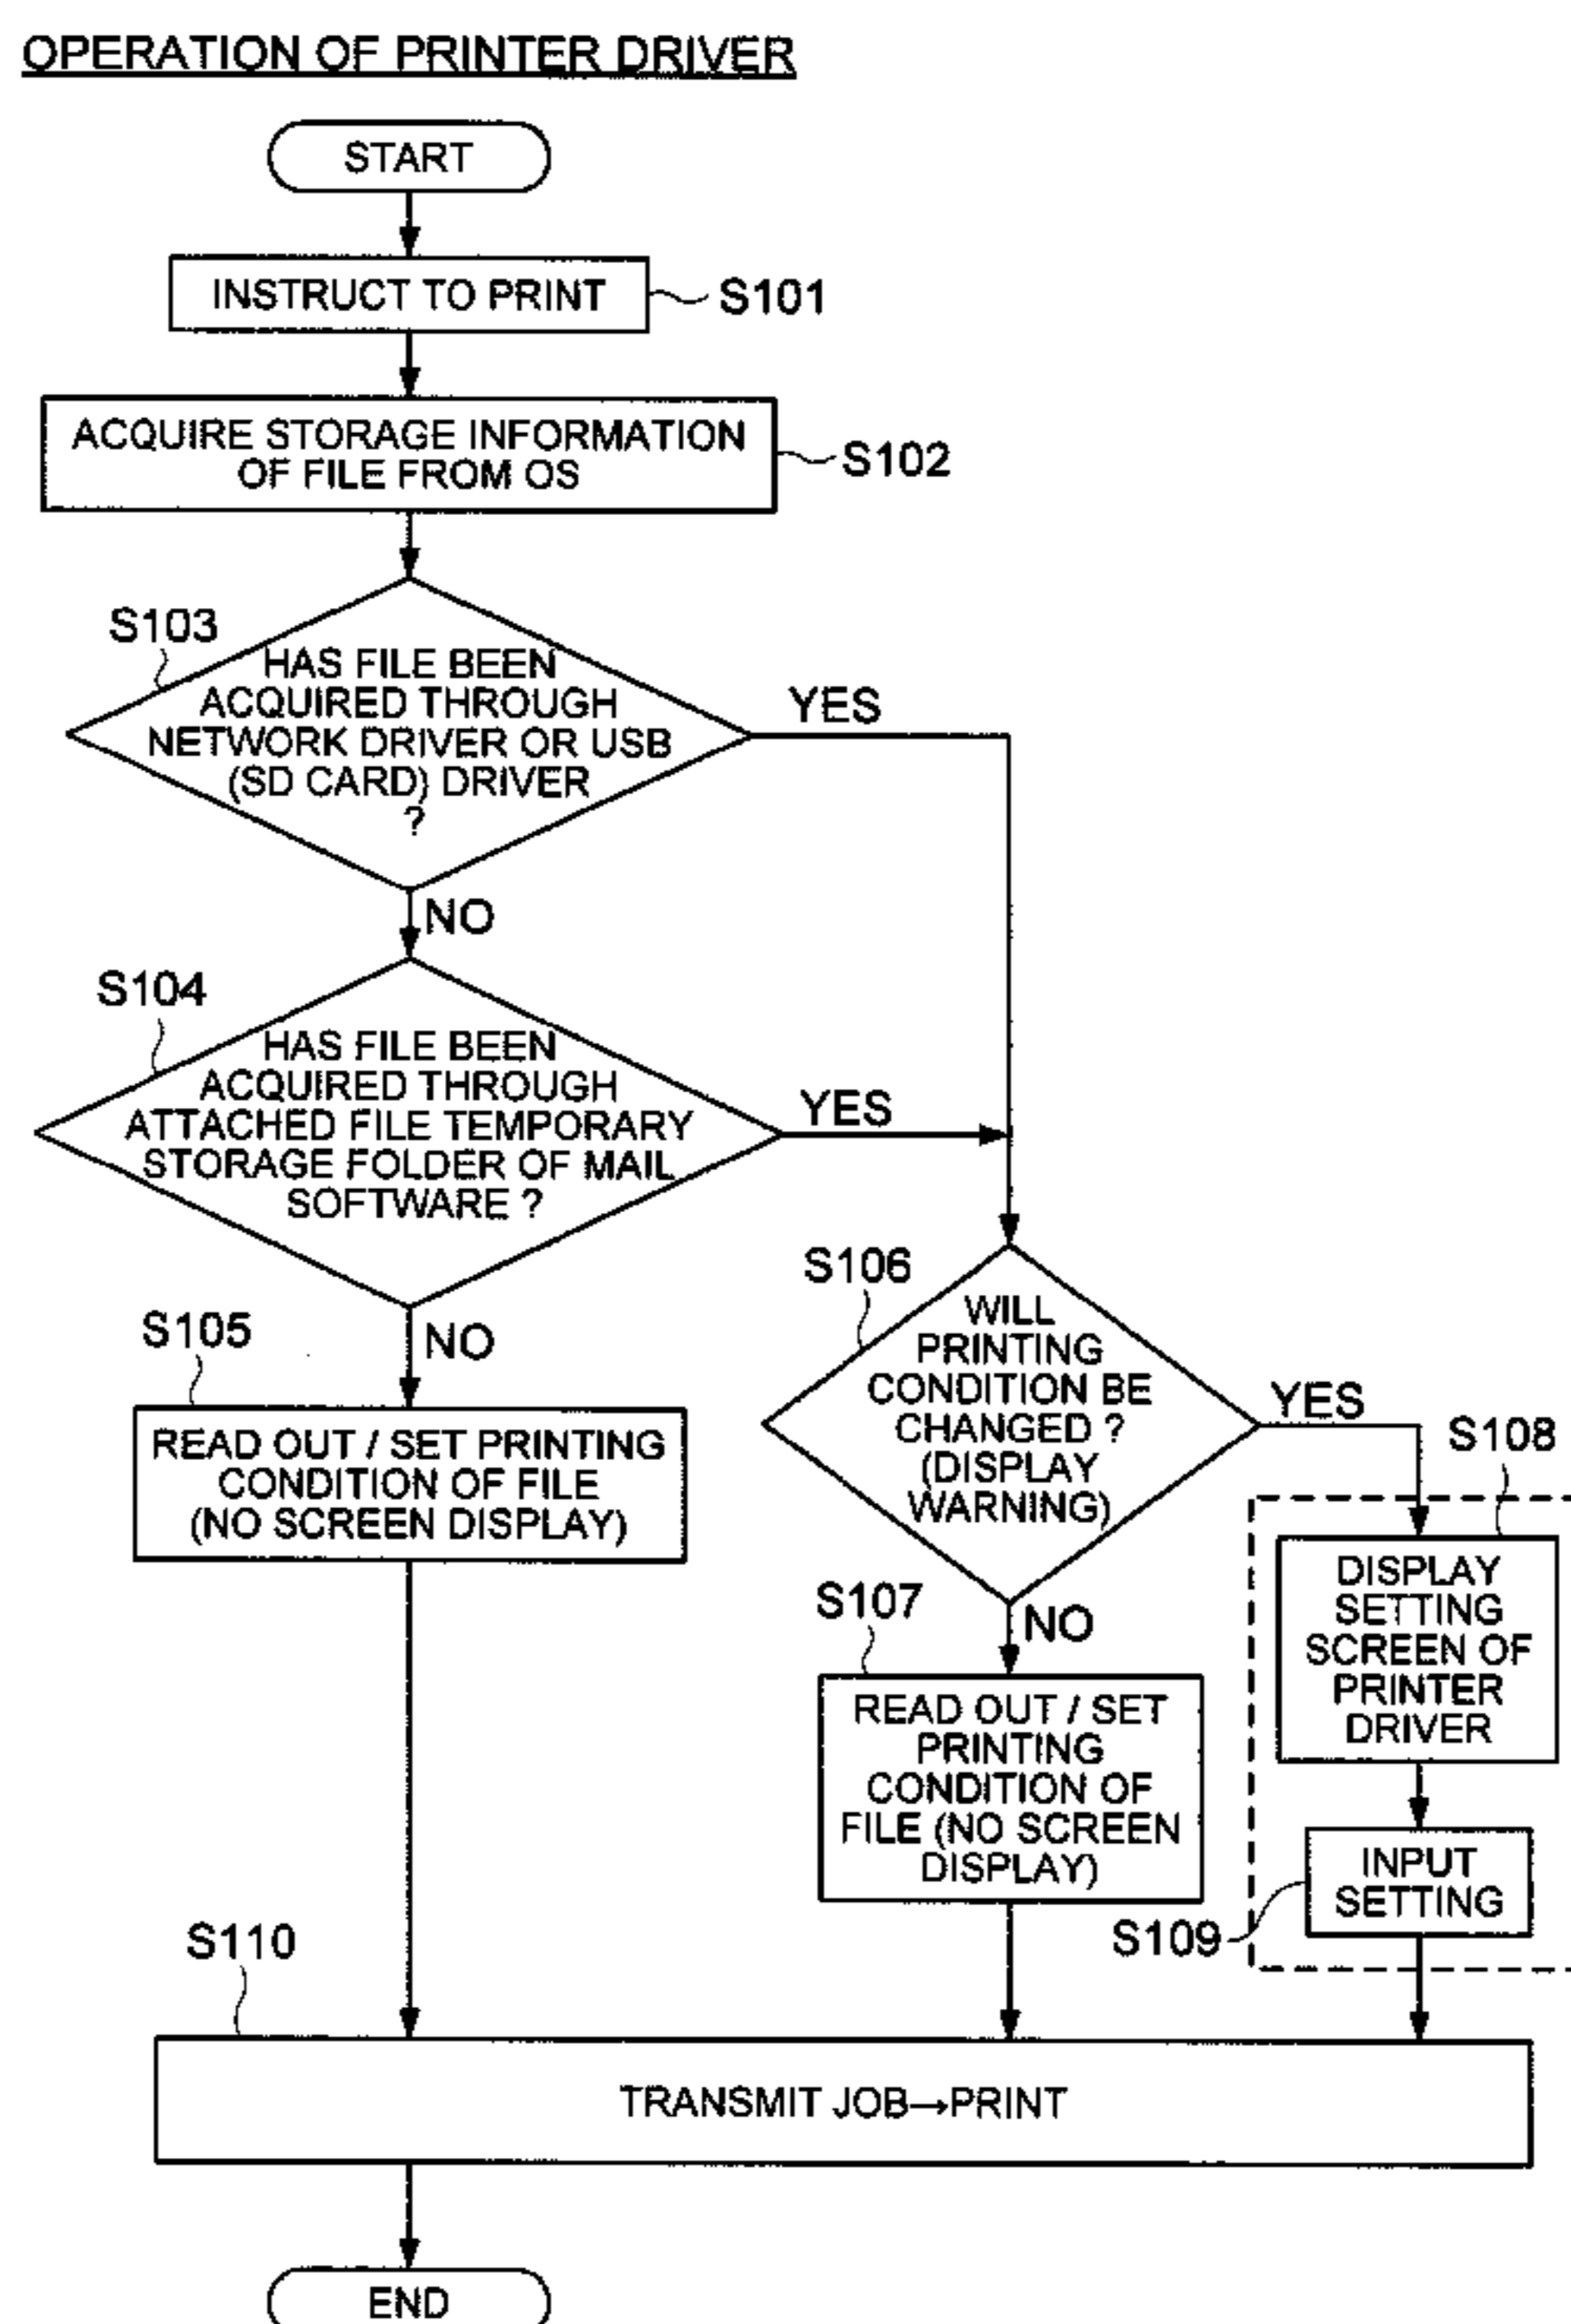 OPERATION OF PRINTER DRIVER
START
INSTRUCT TO PRINT
S101
ACQUIRE STORAGE INFORMATION
OF FILE FROM OS
S102
S103
HAS FILE BEEN
ACQUIRED THROUGH
NETWORK DRIVER OR USB
(SD CARD) DRIVER
?
YES
NO
S104
HAS FILE BEEN
ACQUIRED THROUGH
ATTACHED FILE TEMPORARY
STORAGE FOLDER OF MAIL
SOFTWARE ?
YES
NO
S105
READ OUT / SET PRINTING
CONDITION OF FILE
(NO SCREEN DISPLAY)
S106
WILL
PRINTING
CONDITION BE
CHANGED ?
(DISPLAY
WARNING)
YES
NO
S107
READ OUT / SET
PRINTING
CONDITION OF
FILE (NO SCREEN
DISPLAY)
S108
DISPLAY
SETTING
SCREEN OF
PRINTER
DRIVER
S109
INPUT
SETTING
S110
TRANSMIT JOB→PRINT
END